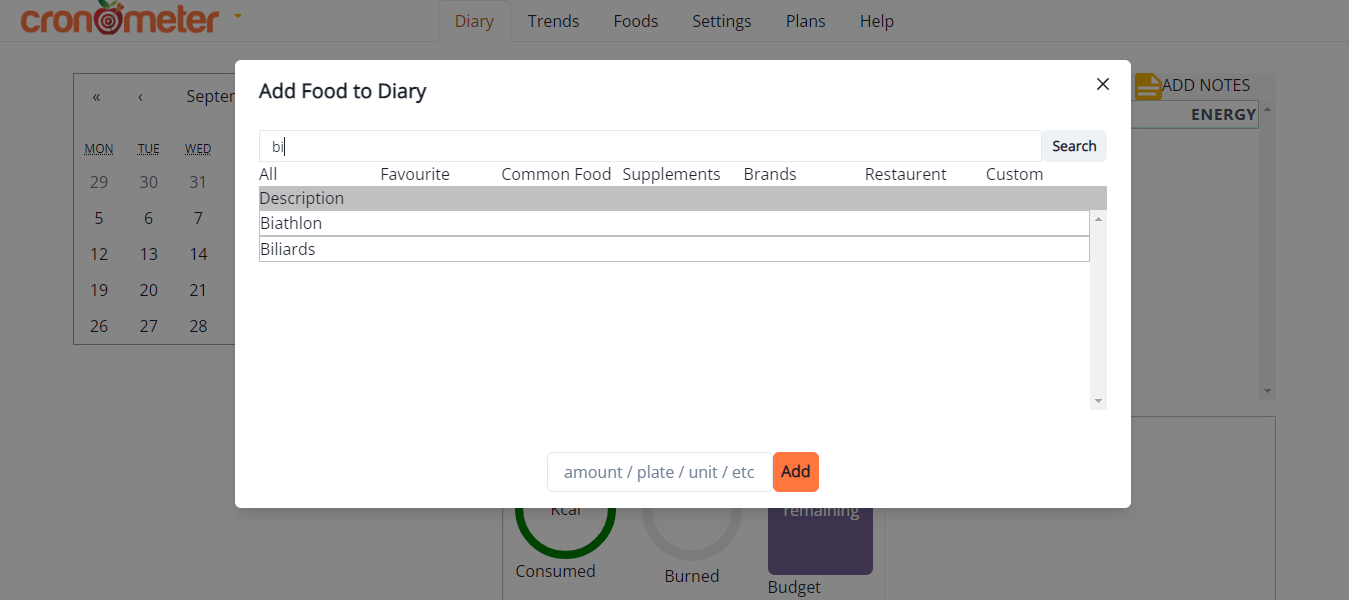 cronometer
Diary Trends Foods Settings Plans Help
« ‹ Septer
ADD NOTES
ENERGY
Add Food to Diary
bi Search
All Favourite Common Food Supplements Brands Restaurent Custom
Description
Biathlon
Biliards
MON TUE WED
29 30 31
5 6 7
12 13 14
19 20 21
26 27 28
amount / plate / unit / etc Add
Kcal remaining
Consumed Burned Budget